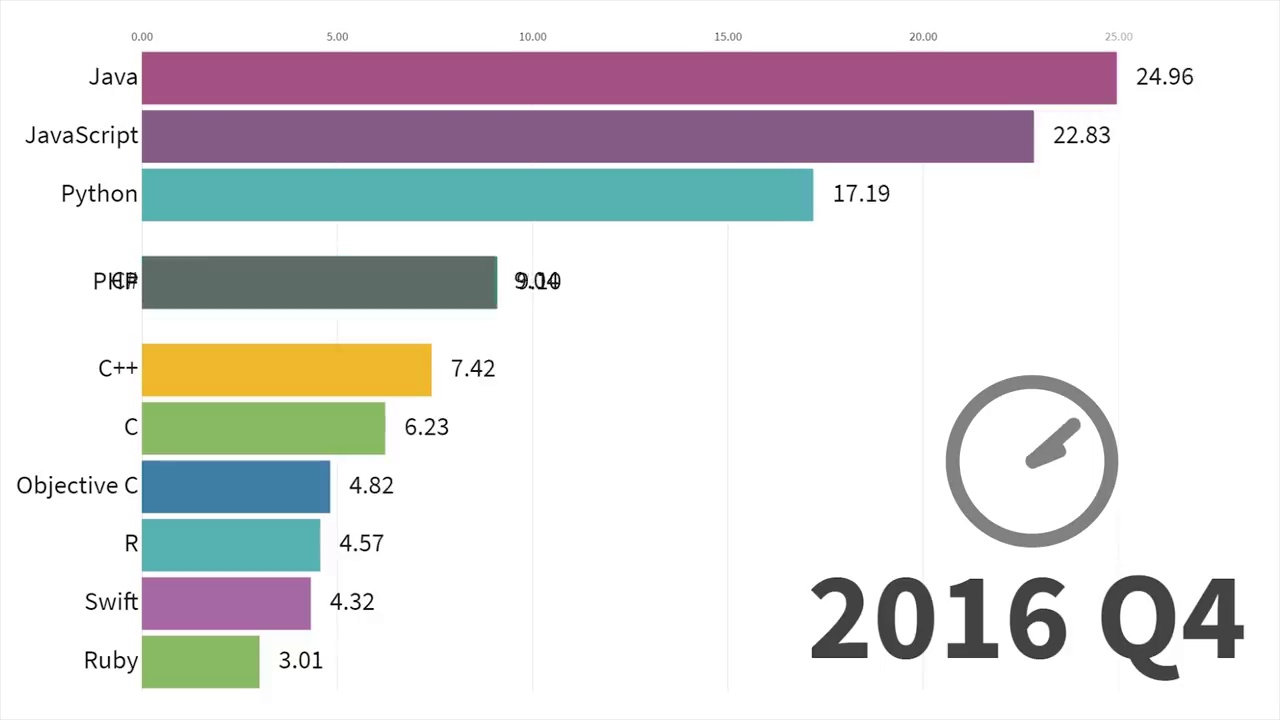 0.00 5.00 10.00 15.00 20.00 25.00
Java 24.96
JavaScript 22.83
Python 17.19
C++ 7.42
C 6.23
Objective C 4.82
R 4.57
Swift 4.32
Ruby 3.01
2016 Q4